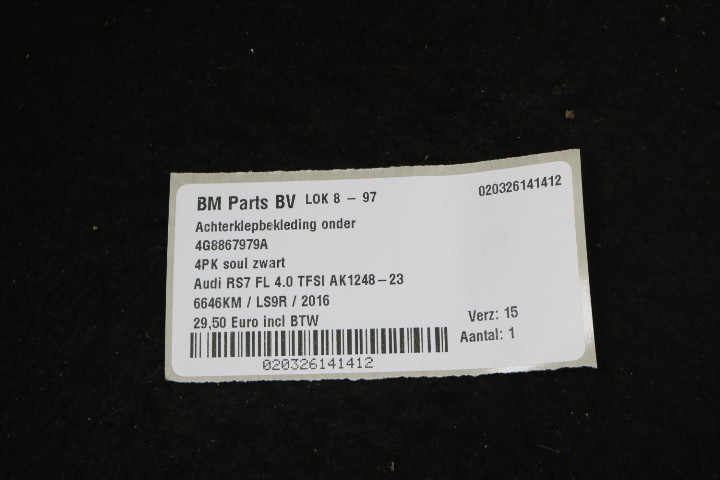 BM Parts BV LOK 8 - 97
020326141412
Achterklepbekleding onder
4G8867979A
4PK soul zwart
Audi RS7 FL 4.0 TFSI AK1248-23
6646KM / LS9R / 2016
29,50 Euro incl BTW
Verz: 15
Aantal: 1
020326141412